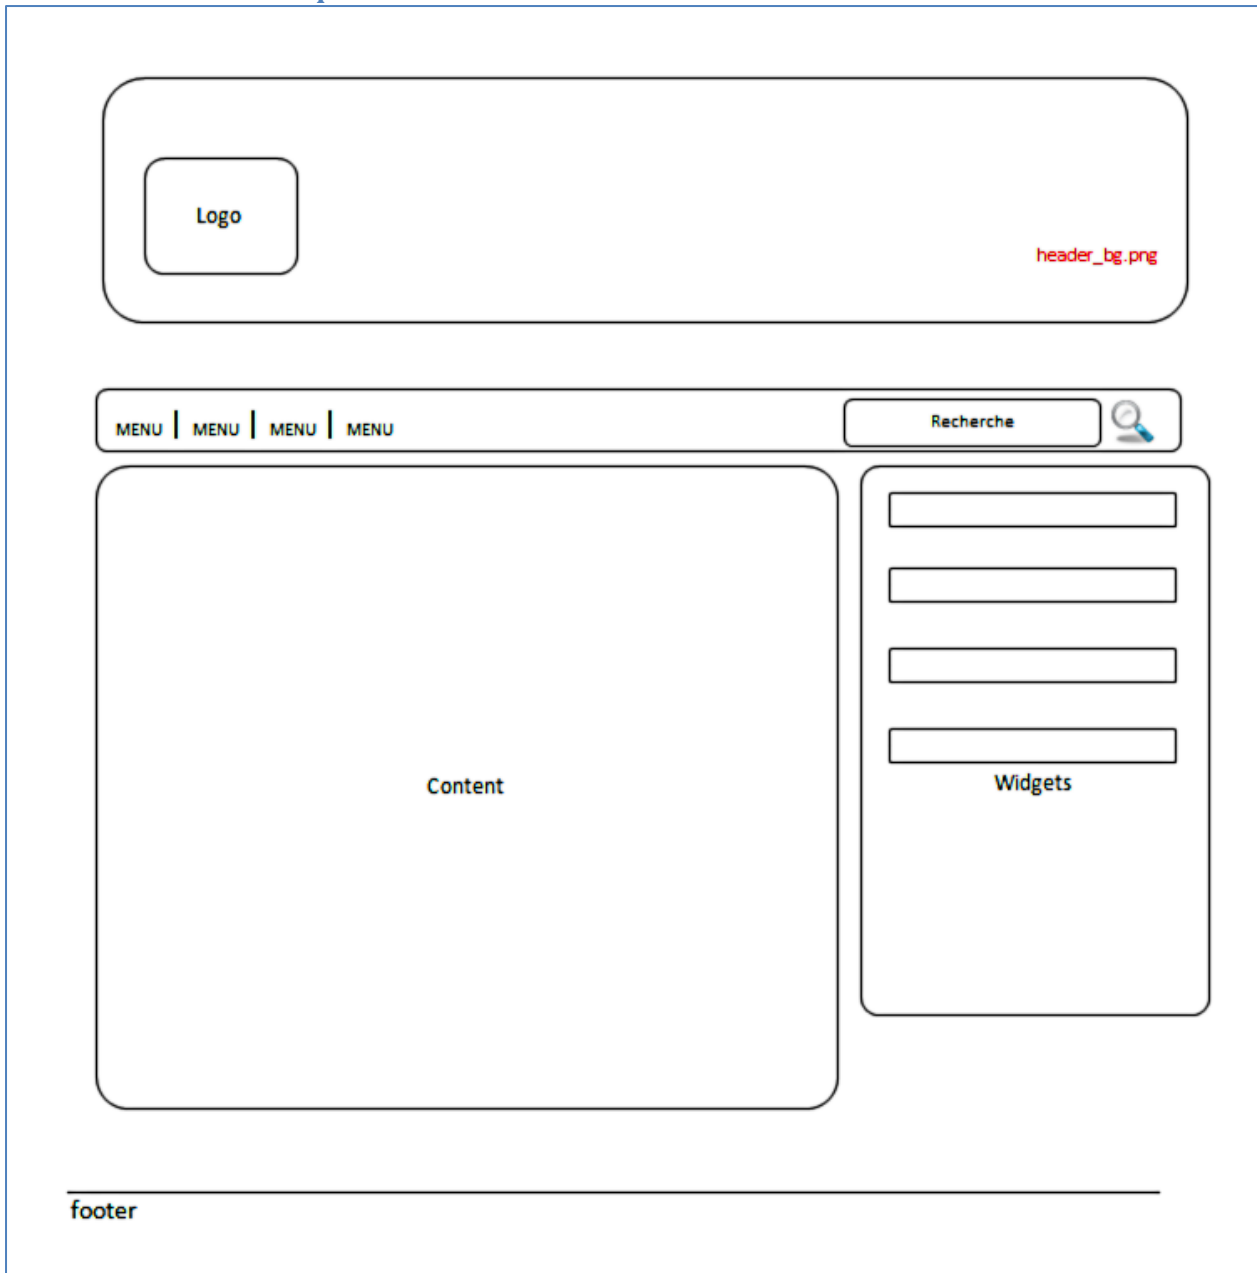 Logo
header_bg.png
MENU | MENU | MENU | MENU
Recherche
Content
Widgets
footer